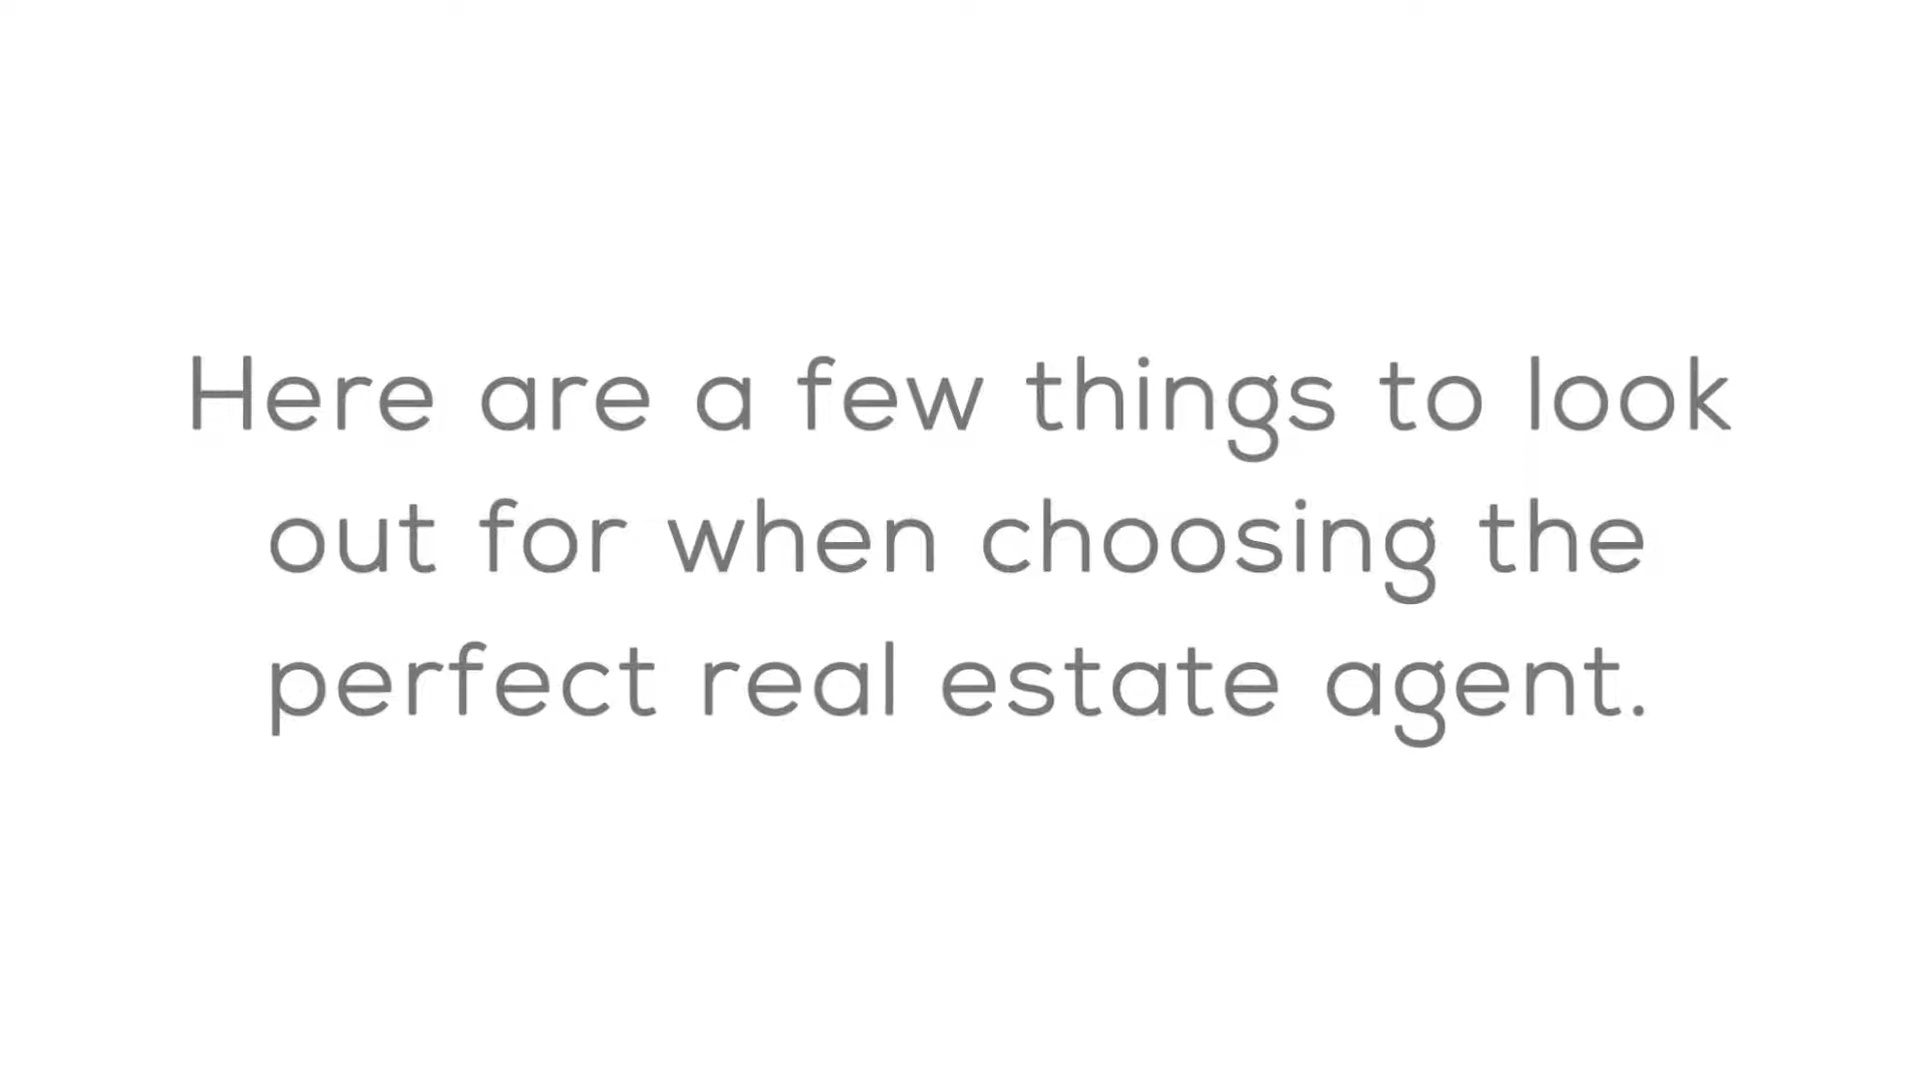 Here are a few things to look
out for when choosing the
perfect real estate agent.